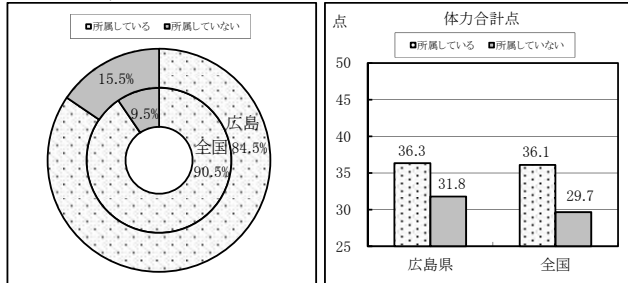 □所属している ■所属していない
15.5%
9.5%
広島
84.5%
全国
90.5%
点
体力合計点
□所属している ■所属していない
50
45
40
35
30
25
36.3
31.8
36.1
29.7
広島県
全国